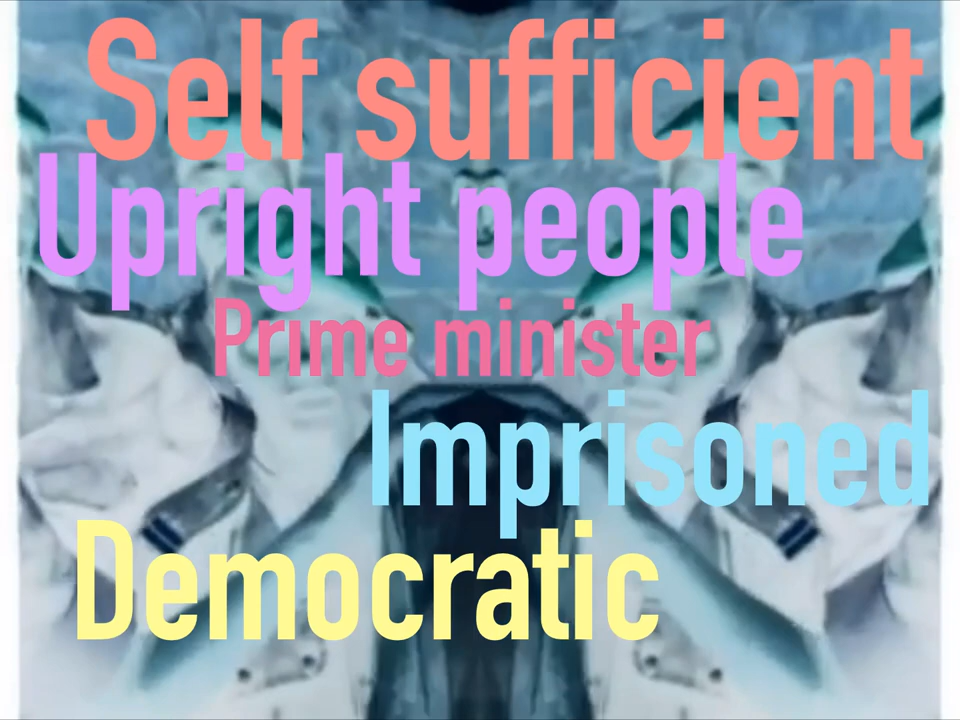 Self sufficient
Upright people
Prime minister
Imprisoned
Democratic